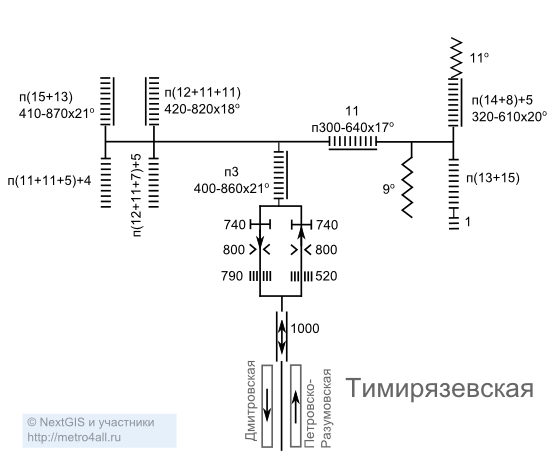 11°
п(15+13)
410-870x21°
п(12+11+11)
420-820x18°
п(14+8)+5
320-610x20°
11
п300-640x17°
п(11+11+5)+4
п(12+11+7)+5
п3
400-860x21°
9°
п(13+15)
1
740
740
800
800
790
520
1000
Дмитровская
Петровско-
Разумовская
Тимирязевская
© NextGIS и участники
http://metro4all.ru